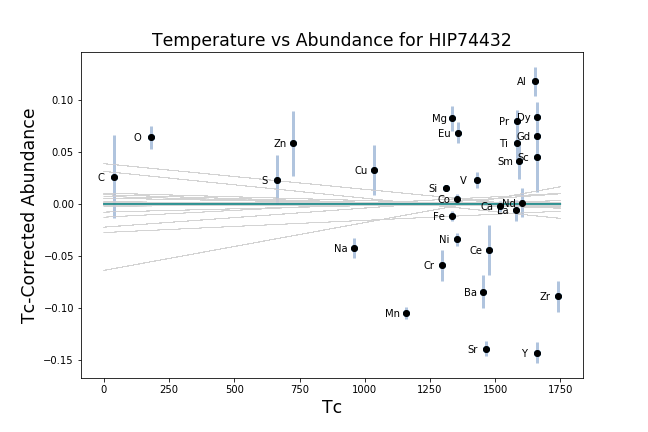 Temperature vs Abundance for HIP74432
Tc-Corrected Abundance
0.10
0.05
0.00
−0.05
−0.10
−0.15
Al
Mg
Pr
Dy
Eu
O
Gd
Zn
Ti
Sc
Sm
Cu
C
S
V
Si
Co
Nd
Ca
La
Fe
Ni
Na
Ce
Cr
Ba
Zr
Mn
Sr
Y
0
250
500
750
1000
1250
1500
1750
Tc